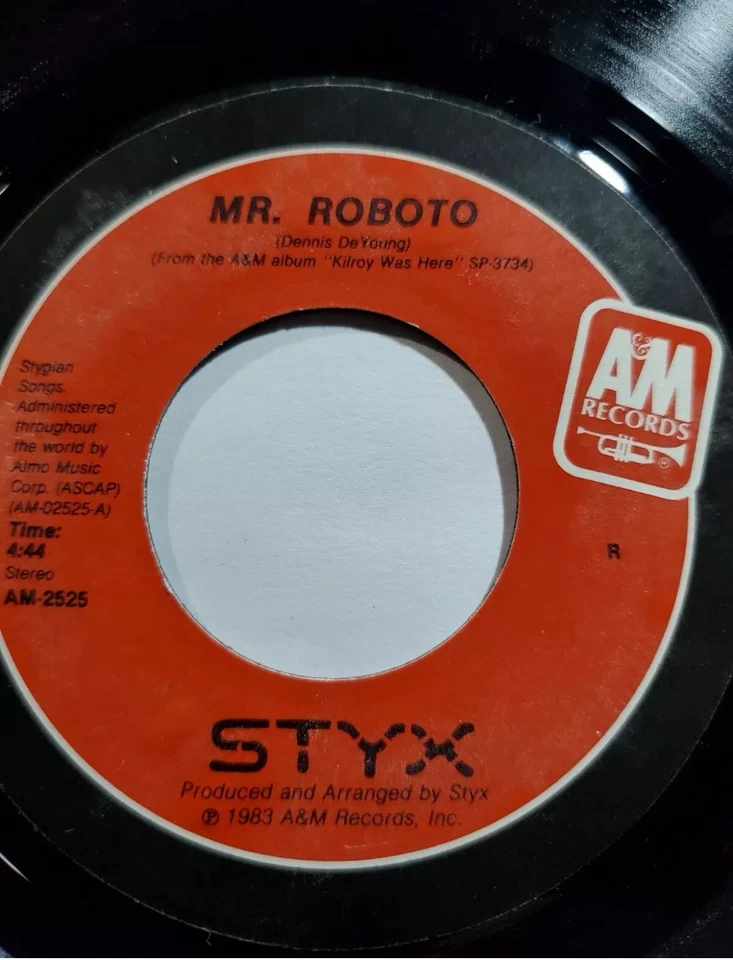 MR. ROBOTO
(Dennis DeYoung)
(From the A&M album "Kilroy Was Here" SP-3734)
Stygian
Songs.
Administered
throughout
the world by
Almo Music
Corp. (ASCAP)
(AM-02525-A)
Time:
4:44
Stereo
AM-2525
A&M
RECORDS
®
R
STYX
Produced and Arranged by Styx
℗ 1983 A&M Records, Inc.